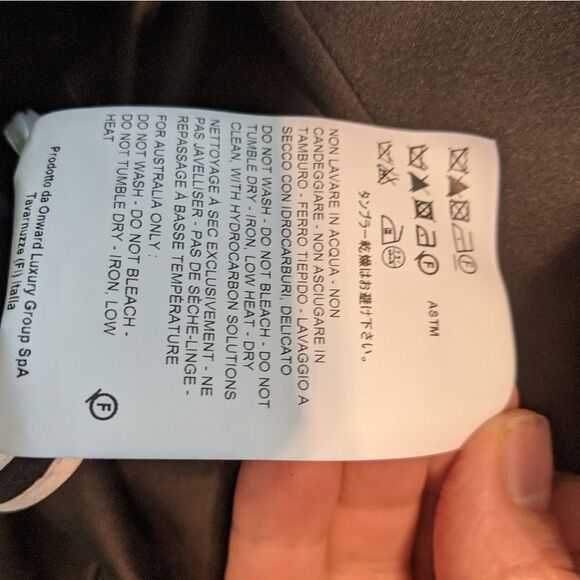 F
F
ASTM
タンブラー乾燥はお避け下さい。
NON LAVARE IN ACQUA - NON
CANDEGGIARE - NON ASCIUGARE IN
TAMBURO - FERRO TIEPIDO - LAVAGGIO A
SECCO CON IDROCARBURI, DELICATO
DO NOT WASH - DO NOT BLEACH - DO NOT
TUMBLE DRY - IRON, LOW HEAT - DRY
CLEAN, WITH HYDROCARBON SOLUTIONS
NETTOYAGE À SEC EXCLUSIVEMENT - NE
PAS JAVELLISER - PAS DE SÈCHE-LINGE -
REPASSAGE À BASSE TEMPÉRATURE
FOR AUSTRALIA ONLY :
DO NOT WASH - DO NOT BLEACH -
DO NOT TUMBLE DRY - IRON, LOW
HEAT
F
Prodotto da Onward Luxury Group SpA
Tavarnuzze (FI) Italia